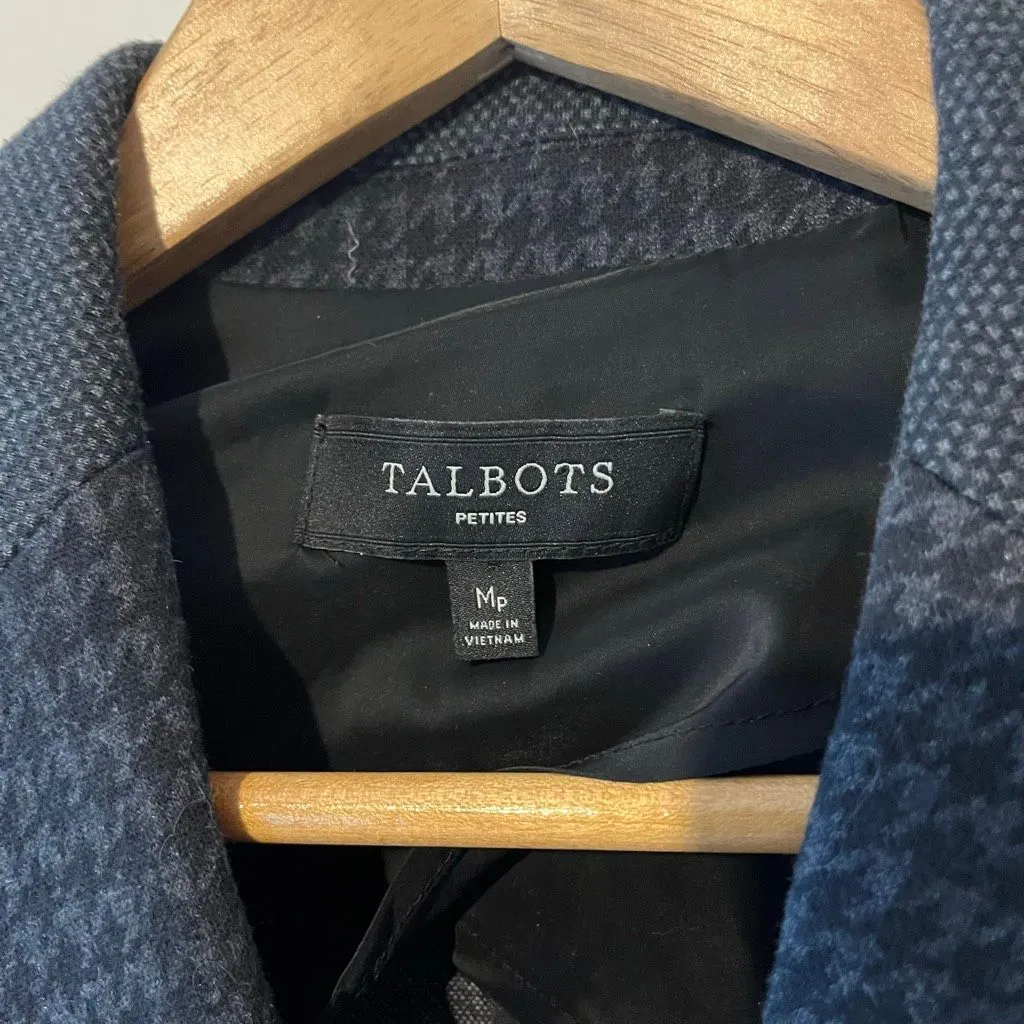 TALBOTS
PETITES
Mp
MADE IN
VIETNAM